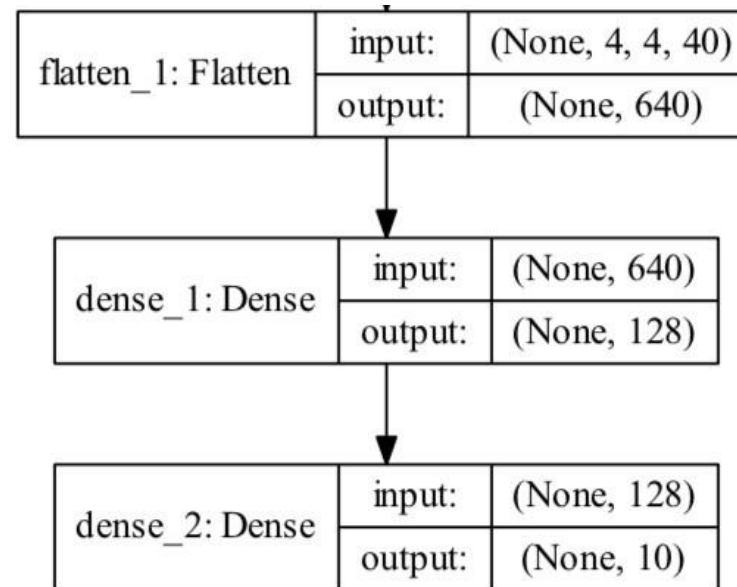 flatten_1: Flatten
input: (None, 4, 4, 40)
output: (None, 640)
dense_1: Dense
input: (None, 640)
output: (None, 128)
dense_2: Dense
input: (None, 128)
output: (None, 10)